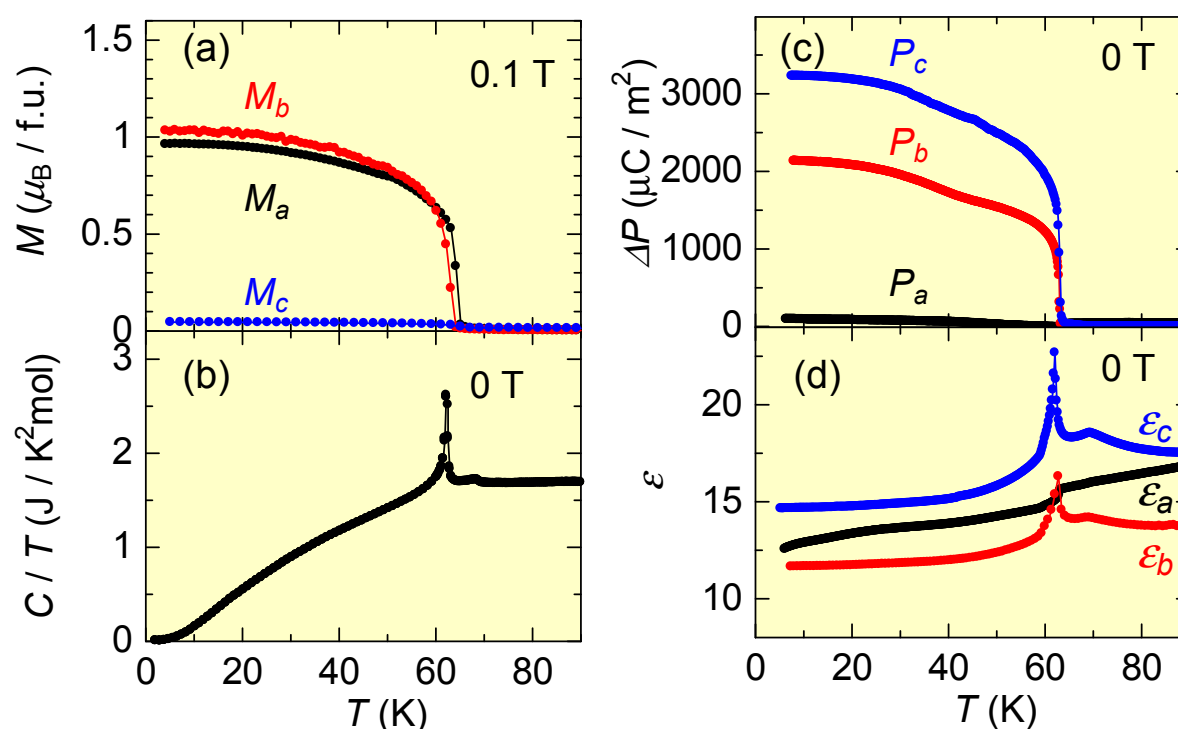 (a)
0.1 T
M_b
M_a
M_c
M (μ_B / f.u.)
1.5
1
0.5
0
(b)
0 T
C / T (J / K²mol)
3
2
1
0
0 20 40 60 80
T (K)
(c)
0 T
P_c
P_b
P_a
ΔP (μC / m²)
3000
2000
1000
0
(d)
0 T
ε_c
ε_a
ε_b
ε
20
15
10
0 20 40 60 80
T (K)